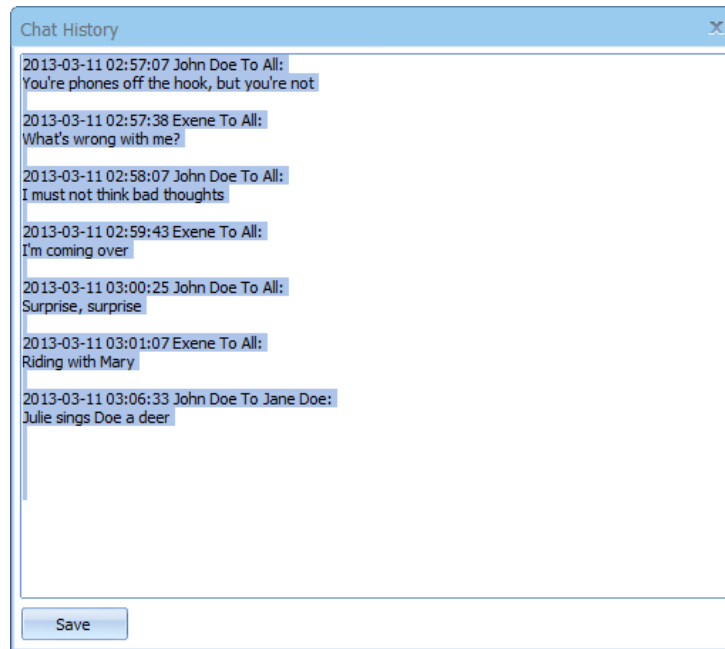 Chat History
x
2013-03-11 02:57:07 John Doe To All:
You're phones off the hook, but you're not
2013-03-11 02:57:38 Exene To All:
What's wrong with me?
2013-03-11 02:58:07 John Doe To All:
I must not think bad thoughts
2013-03-11 02:59:43 Exene To All:
I'm coming over
2013-03-11 03:00:25 John Doe To All:
Surprise, surprise
2013-03-11 03:01:07 Exene To All:
Riding with Mary
2013-03-11 03:06:33 John Doe To Jane Doe:
Julie sings Doe a deer
Save